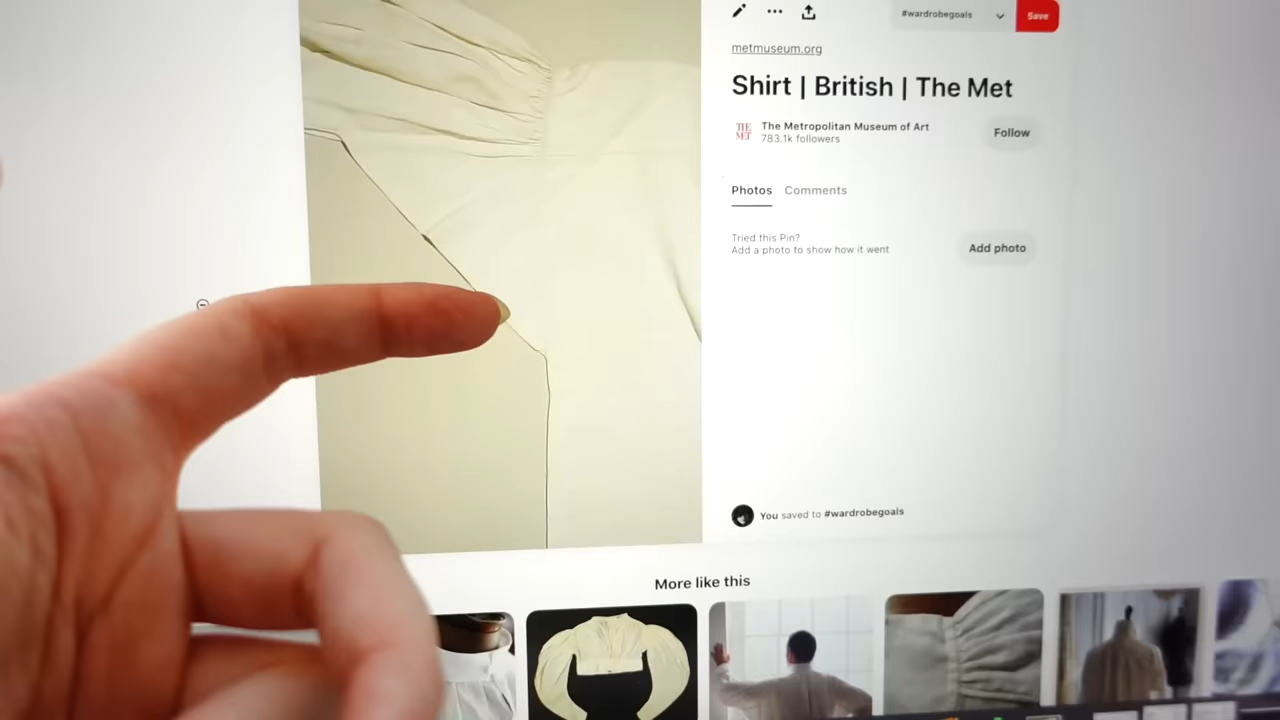 #wardrobegoals
Save
metmuseum.org
Shirt | British | The Met
THE
MET
The Metropolitan Museum of Art
783.1k followers
Follow
Photos Comments
Tried this Pin?
Add a photo to show how it went
Add photo
You saved to #wardrobegoals
More like this